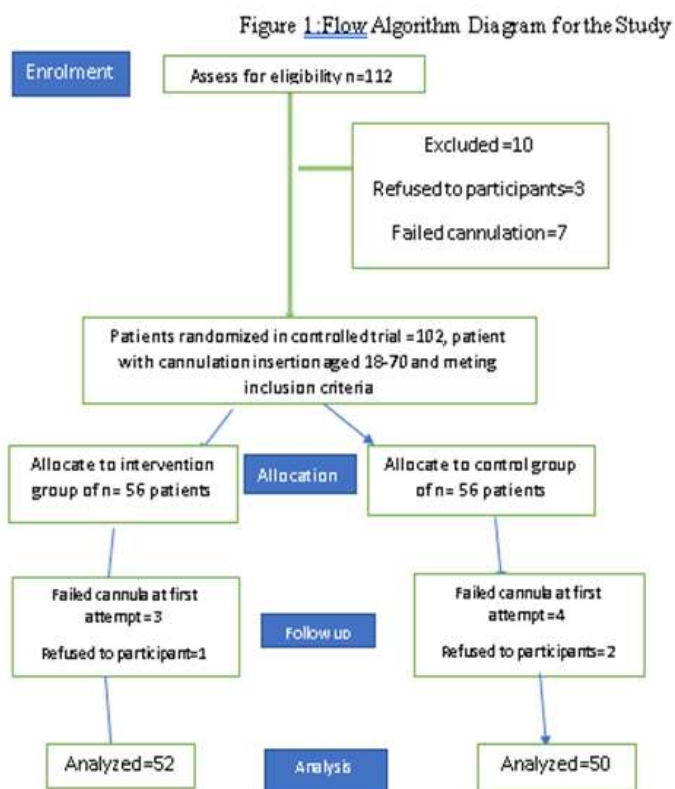 Figure 1:Flow Algorithm Diagram for the Study
Enrolment
Assess for eligibility n=112
Excluded =10
Refused to participants=3
Failed cannulation=7
Patients randomized in controlled trial =102, patient
with cannulation insertion aged 18-70 and meting
inclusion criteria
Allocate to intervention
group of n= 56 patients
Allocation
Allocate to control group
of n= 56 patients
Failed cannula at first
attempt=3
Refused to participant=1
Follow up
Failed cannula at first
attempt=4
Refused to participants=2
Analyzed=52
Analysis
Analyzed=50